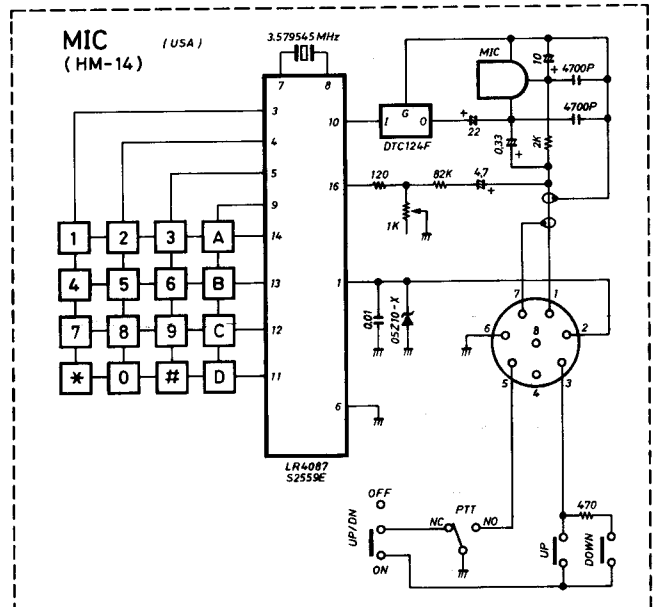 MIC (USA)
(HM-14)
3.579545 MHz
7 8
3
4
5
9
14
13
12
11
10
16
1
6
LR4087
S2559E
1 2 3 A
4 5 6 B
7 8 9 C
* 0 # D
I G O
DTC124F
MIC
10
+
4700P
4700P
+
22
0.33
+
2K
120
82K
4.7
+
1K
0.01
05Z10-X
7 1
6 8 2
5 4 3
OFF
UP/DN
ON
NC
PTT
NO
470
UP
DOWN